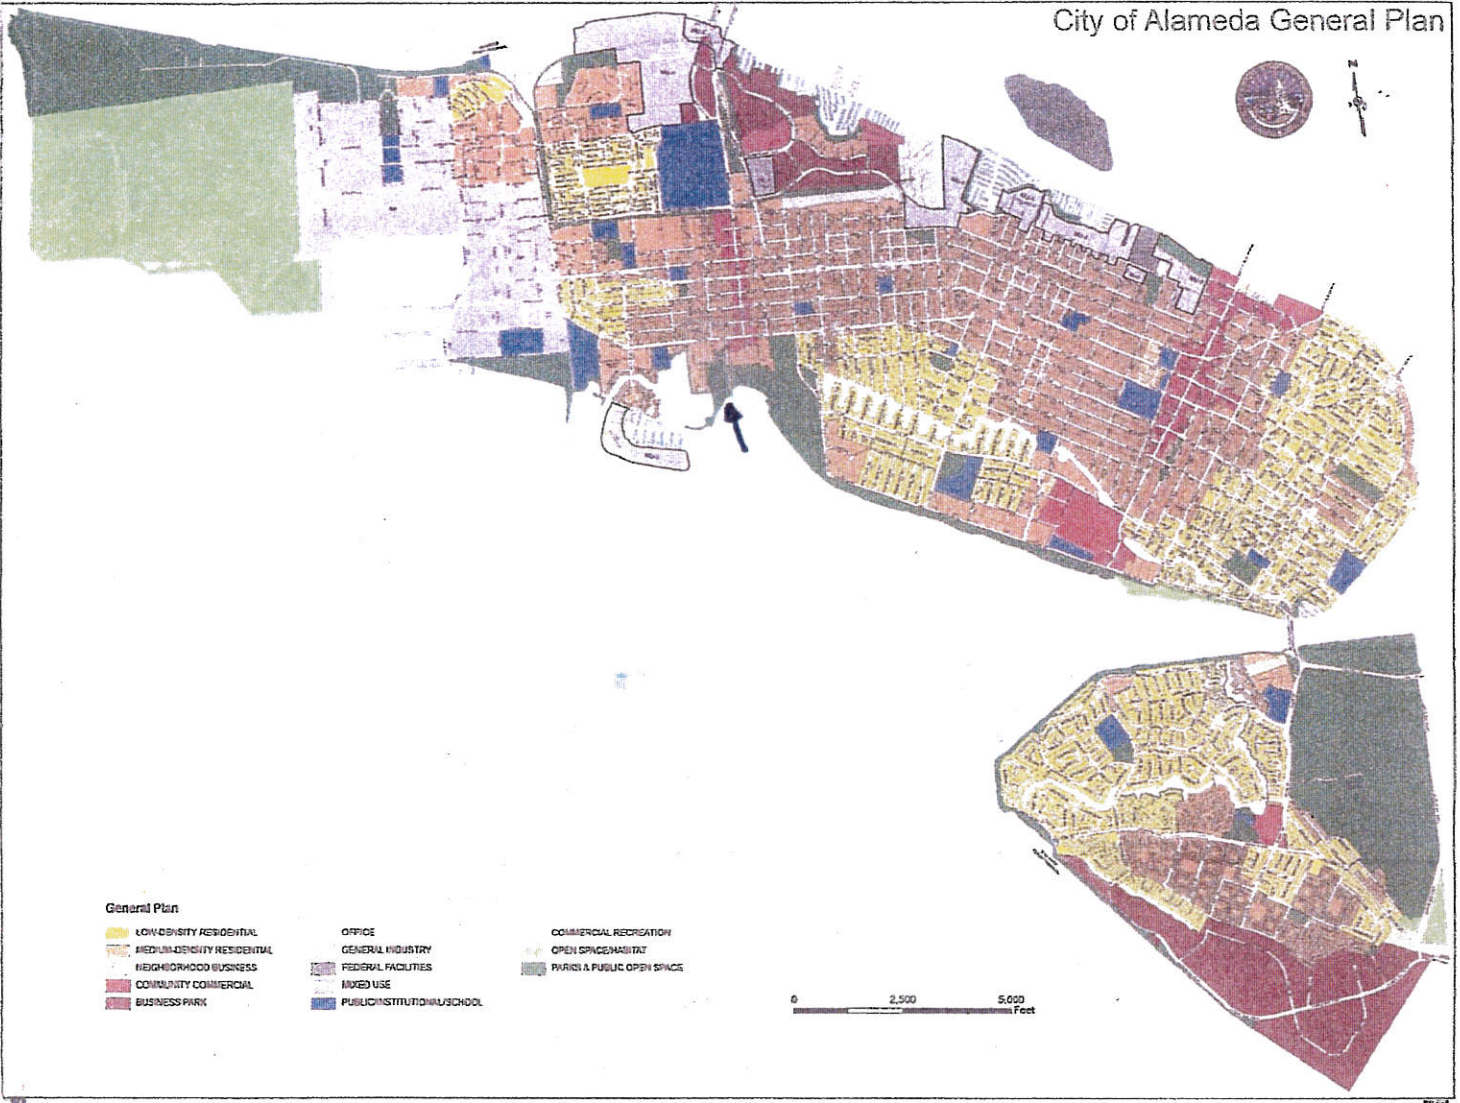 City of Alameda General Plan
N
General Plan
LOW-DENSITY RESIDENTIAL
MEDIUM-DENSITY RESIDENTIAL
NEIGHBORHOOD BUSINESS
COMMUNITY COMMERCIAL
BUSINESS PARK
OFFICE
GENERAL INDUSTRY
FEDERAL FACILITIES
MIXED USE
PUBLIC/INSTITUTIONAL/SCHOOL
COMMERCIAL RECREATION
OPEN SPACE/HABITAT
PARKS & PUBLIC OPEN SPACE
0 2,500 5,000
Feet